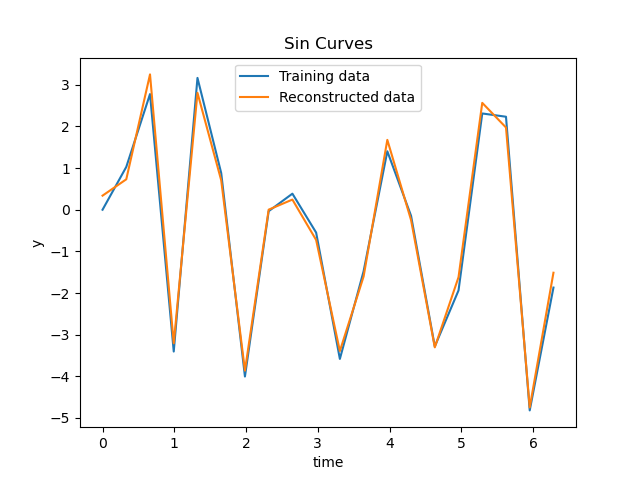 Sin Curves
Training data
Reconstructed data
3
2
1
0
−1
−2
−3
−4
−5
y
0 1 2 3 4 5 6
time